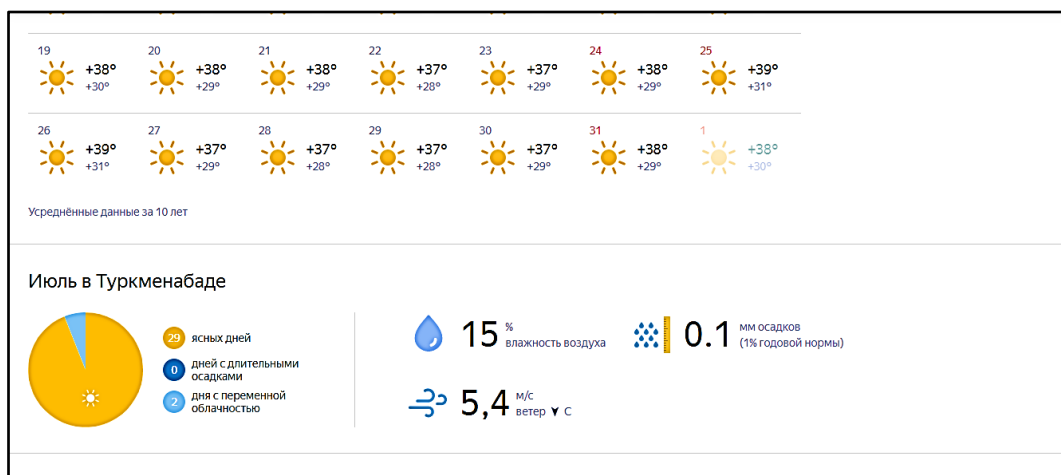 19 20 21 22 23 24 25
+38° +38° +38° +37° +37° +38° +39°
+30° +29° +29° +28° +29° +29° +31°
26 27 28 29 30 31 1
+39° +37° +37° +37° +37° +38° +38°
+31° +29° +28° +28° +29° +29° +30°
Усреднённые данные за 10 лет
Июль в Туркменабаде
29 ясных дней
0 дней с длительными
осадками
2 дня с переменной
облачностью
15 %
влажность воздуха
0.1 мм осадков
(1% годовой нормы)
5,4 м/с
ветер С